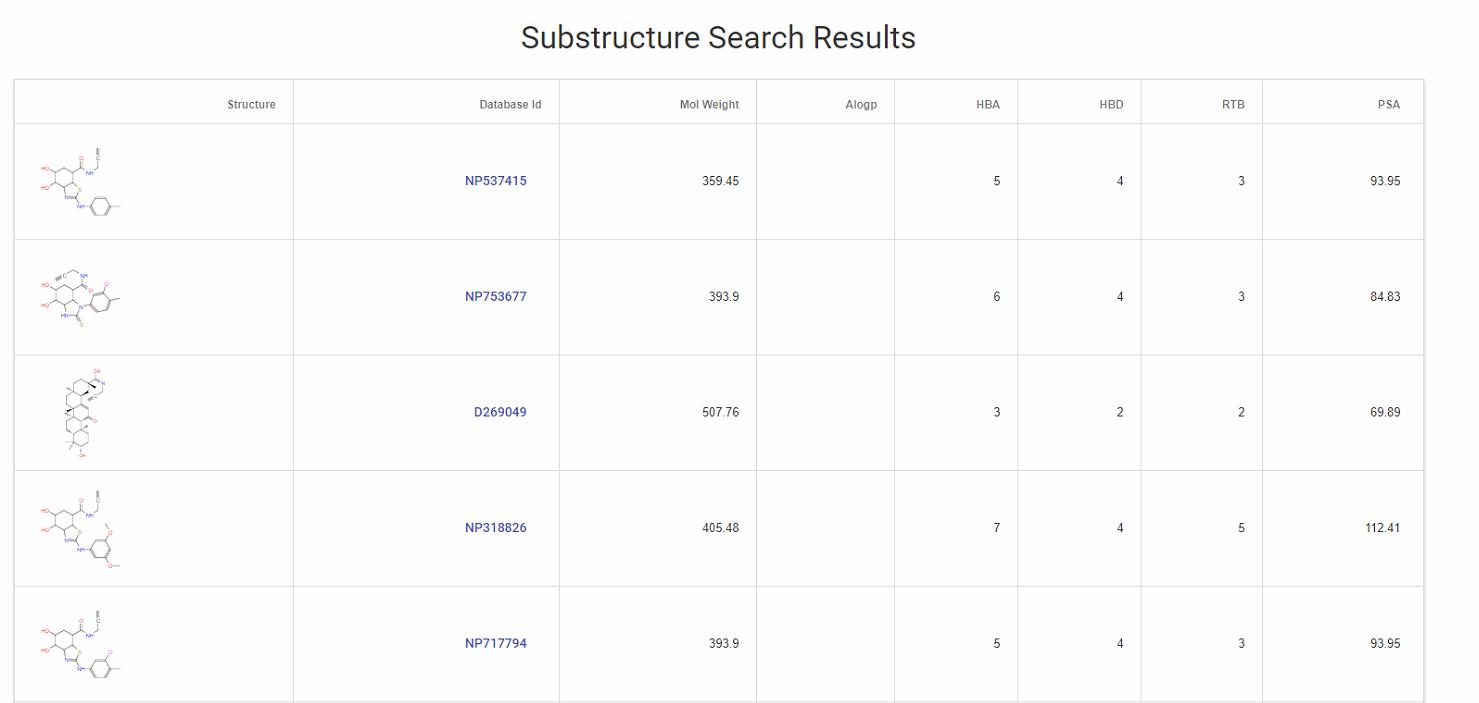 Substructure Search Results
Structure Database Id Mol Weight Alogp HBA HBD RTB PSA
NP537415 359.45 5 4 3 93.95
NP753677 393.9 6 4 3 84.83
D269049 507.76 3 2 2 69.89
NP318826 405.48 7 4 5 112.41
NP717794 393.9 5 4 3 93.95